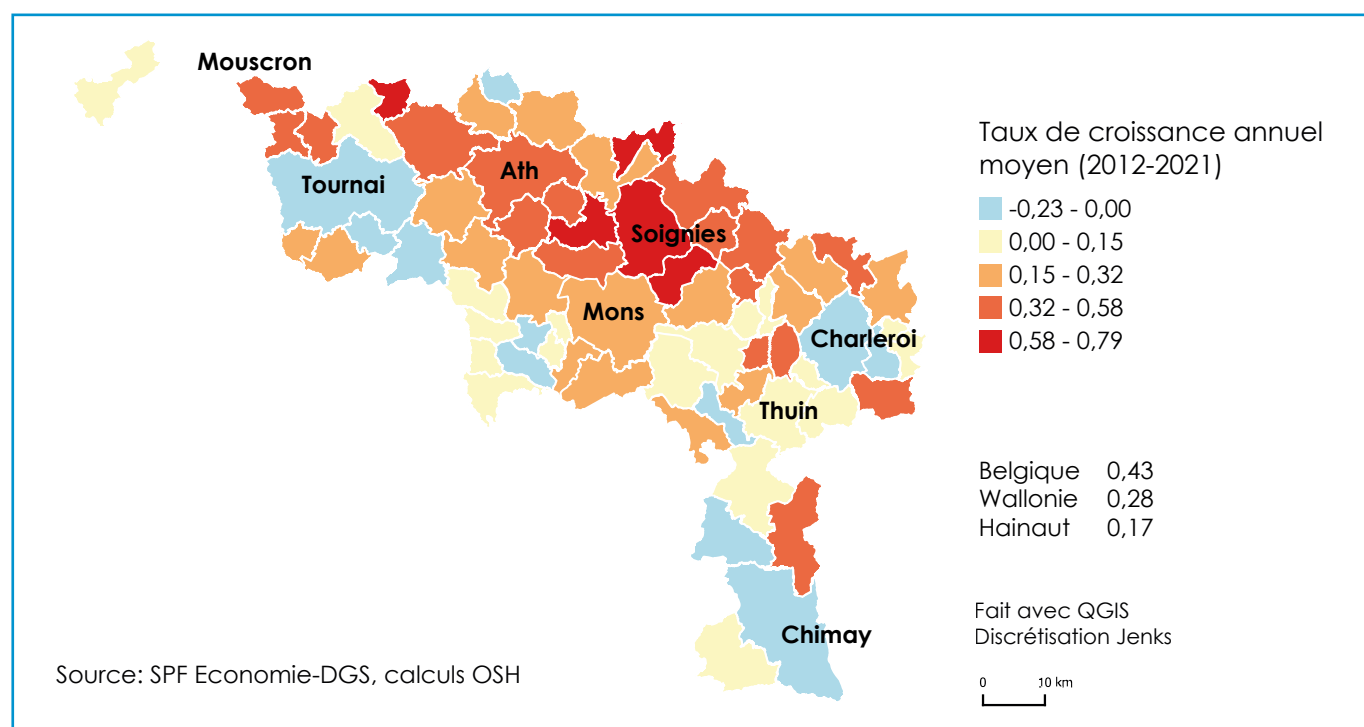 Mouscron
Tournai
Ath
Soignies
Mons
Charleroi
Thuin
Chimay
Taux de croissance annuel
moyen (2012-2021)
-0,23 - 0,00
0,00 - 0,15
0,15 - 0,32
0,32 - 0,58
0,58 - 0,79
Belgique 0,43
Wallonie 0,28
Hainaut 0,17
Fait avec QGIS
Discrétisation Jenks
0 10 km
Source: SPF Economie-DGS, calculs OSH